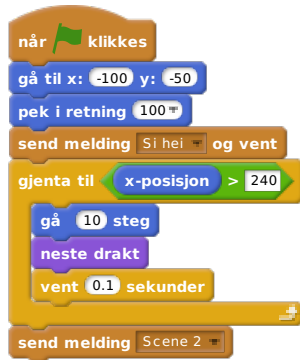 når klikkes
gå til x: -100 y: -50
pek i retning 100
send melding Si hei og vent
gjenta til x-posisjon > 240
gå 10 steg
neste drakt
vent 0.1 sekunder
send melding Scene 2